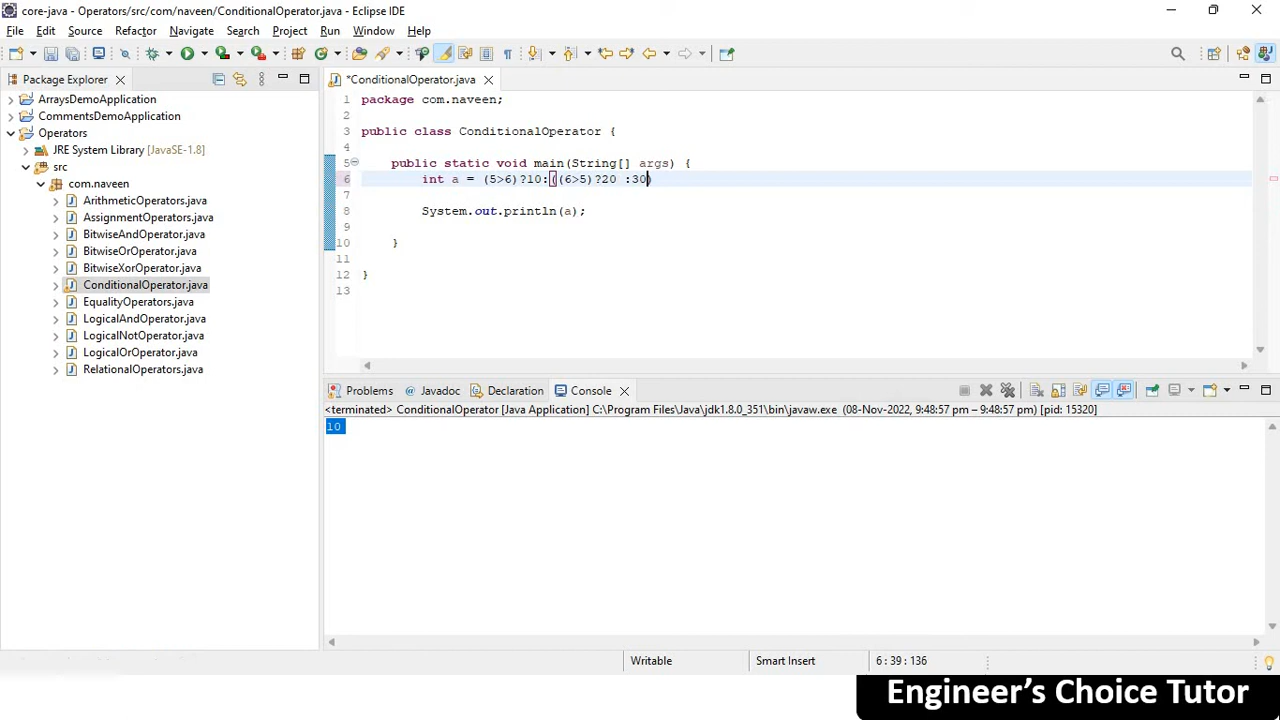 core-java - Operators/src/com/naveen/ConditionalOperator.java - Eclipse IDE
File Edit Source Refactor Navigate Search Project Run Window Help
Package Explorer
*ConditionalOperator.java
ArraysDemoApplication
CommentsDemoApplication
Operators
JRE System Library [JavaSE-1.8]
src
com.naveen
ArithmeticOperators.java
AssignmentOperators.java
BitwiseAndOperator.java
BitwiseOrOperator.java
BitwiseXorOperator.java
ConditionalOperator.java
EqualityOperators.java
LogicalAndOperator.java
LogicalNotOperator.java
LogicalOrOperator.java
RelationalOperators.java
1 package com.naveen;
2
3 public class ConditionalOperator {
4
5 public static void main(String[] args) {
6 int a = (5>6)?10:((6>5)?20 :30)
7
8 System.out.println(a);
9
10 }
11
12 }
13
Problems Javadoc Declaration Console
<terminated> ConditionalOperator [Java Application] C:\Program Files\Java\jdk1.8.0_351\bin\javaw.exe (08-Nov-2022, 9:48:57 pm – 9:48:57 pm) [pid: 15320]
10
Writable Smart Insert 6 : 39 : 136
Engineer's Choice Tutor